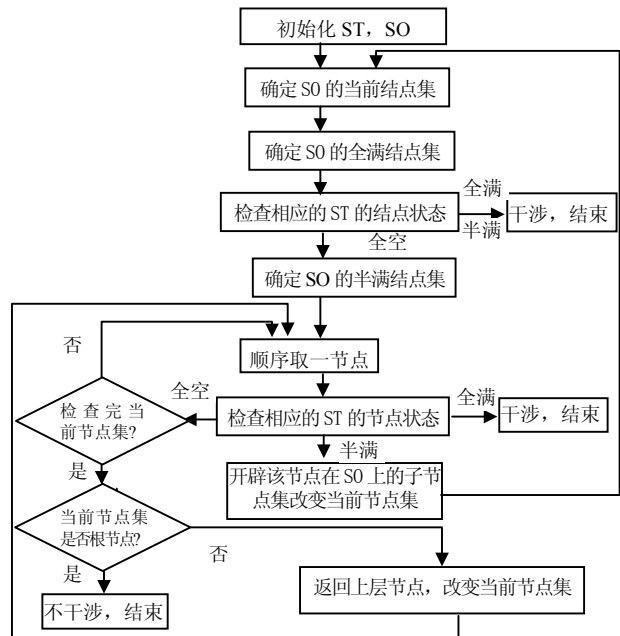 初始化 ST，SO
确定 SO 的当前结点集
确定 SO 的全满结点集
检查相应的 ST 的结点状态
全满
半满
干涉，结束
全空
确定 SO 的半满结点集
否
顺序取一节点
全空
检查完当
前节点集?
检查相应的 ST 的节点状态
全满
干涉，结束
半满
是
开辟该节点在 SO 上的子节
点集改变当前节点集
当前节点集
是否根节点?
否
是
返回上层节点，改变当前节点集
不干涉，结束